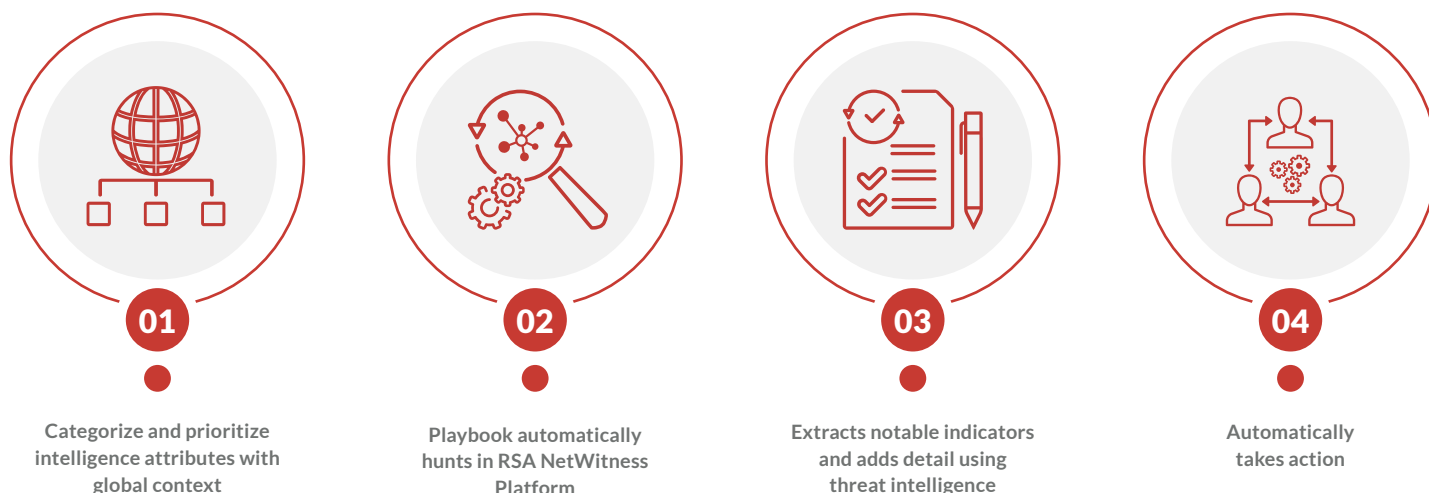 01
Categorize and prioritize
intelligence attributes with
global context
02
Playbook automatically
hunts in RSA NetWitness
Platform
03
Extracts notable indicators
and adds detail using
threat intelligence
04
Automatically
takes action